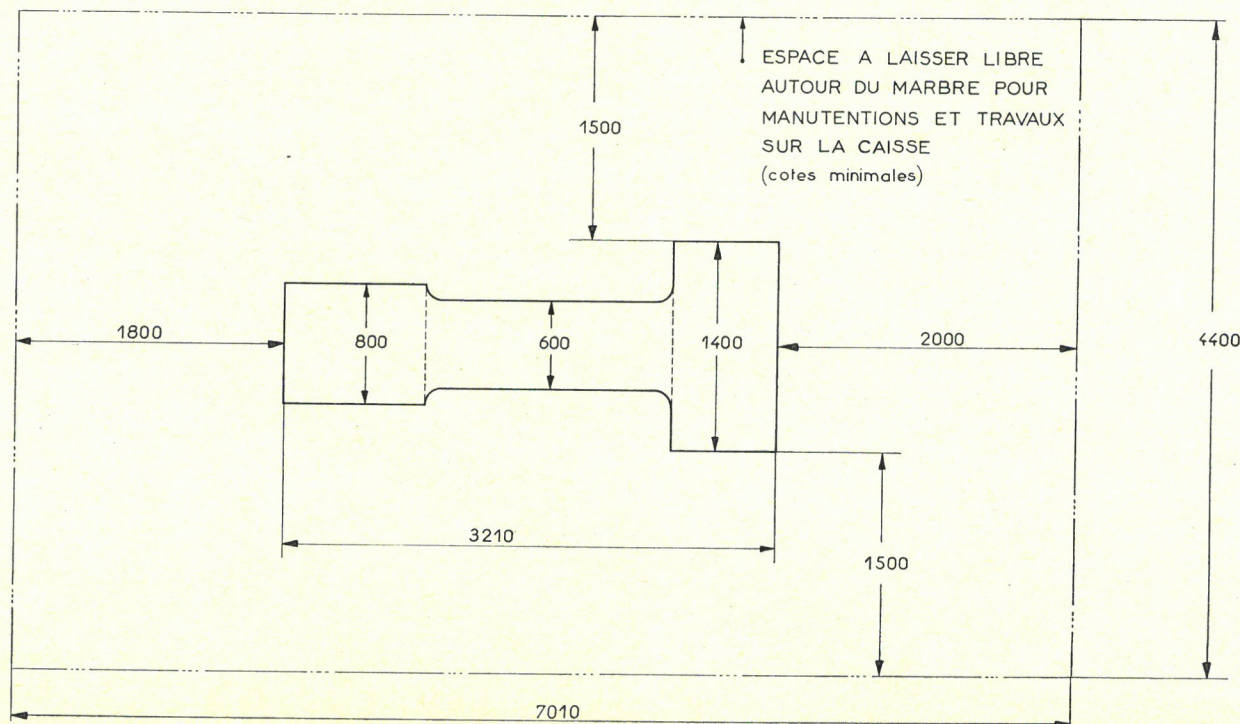 ESPACE A LAISSER LIBRE
AUTOUR DU MARBRE POUR
MANUTENTIONS ET TRAVAUX
SUR LA CAISSE
(cotes minimales)
1500
1800
800
600
1400
2000
4400
3210
1500
7010